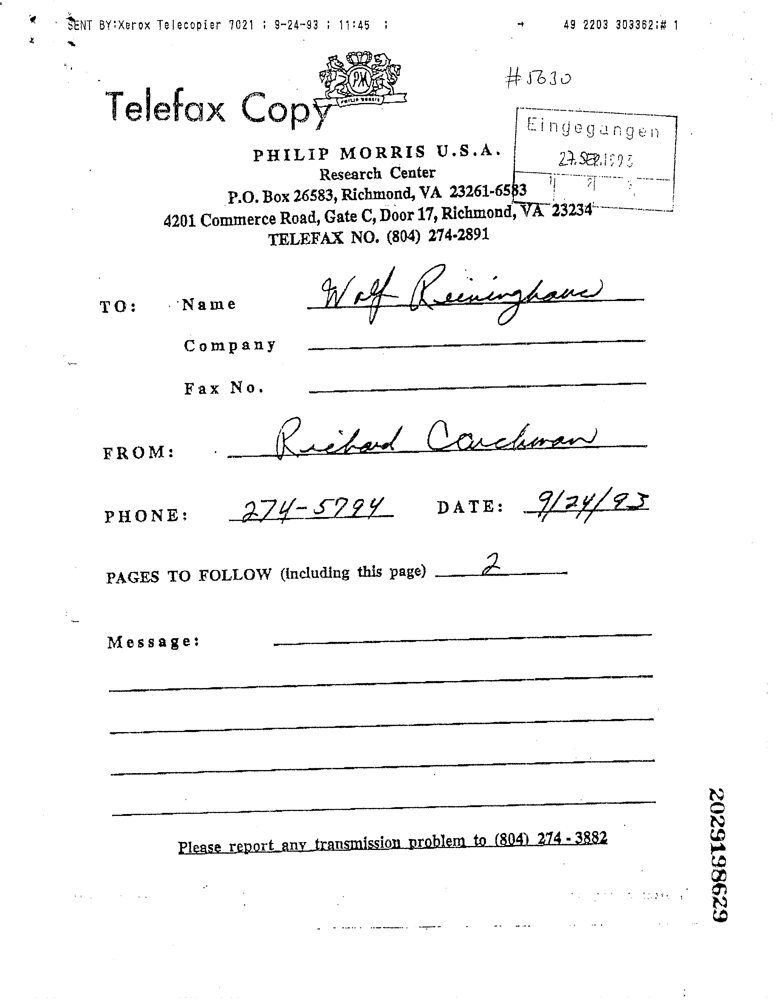 SENT BY:Xerox Telecopier 7021 ; 9-24-93 ; 11:45 ; → 49 2203 303362;# 1
#5630
PM
PHILIP MORRIS
Telefax Copy
Eingegangen
27. SEP. 1993
PHILIP MORRIS U.S.A.
Research Center
P.O. Box 26583, Richmond, VA 23261-6583
4201 Commerce Road, Gate C, Door 17, Richmond, VA 23234
TELEFAX NO. (804) 274-2891
TO: Name Wolf Reininghaus
Company
Fax No.
FROM: Richard Carchman
PHONE: 274-5794 DATE: 9/24/93
PAGES TO FOLLOW (including this page) 2
Message:
Please report any transmission problem to (804) 274-3882
2029198629